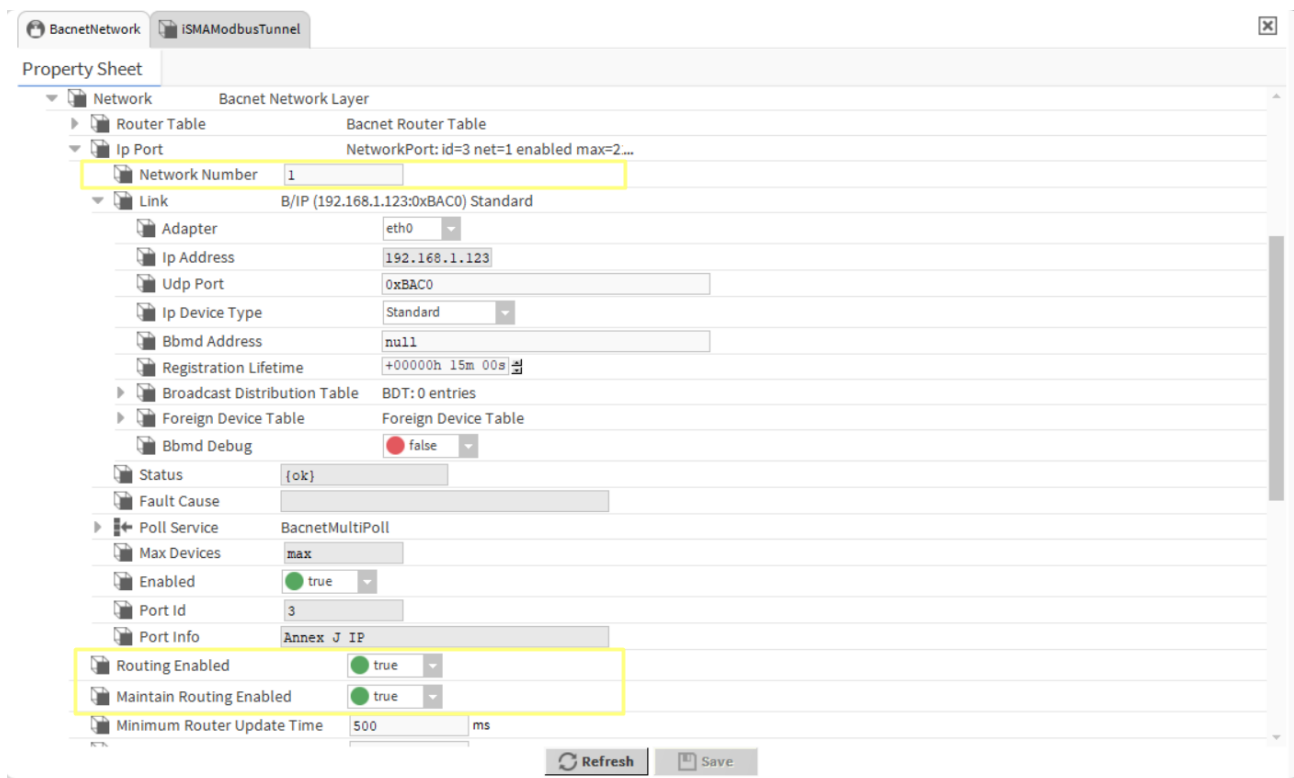 BacnetNetwork iSMAModbusTunnel
Property Sheet
Network Bacnet Network Layer
Router Table Bacnet Router Table
Ip Port NetworkPort: id=3 net=1 enabled max=2...
Network Number 1
Link B/IP (192.168.1.123:0xBAC0) Standard
Adapter eth0
Ip Address 192.168.1.123
Udp Port 0xBAC0
Ip Device Type Standard
Bbmd Address null
Registration Lifetime +00000h 15m 00s
Broadcast Distribution Table BDT: 0 entries
Foreign Device Table Foreign Device Table
Bbmd Debug false
Status {ok}
Fault Cause
Poll Service BacnetMultiPoll
Max Devices max
Enabled true
Port Id 3
Port Info Annex J IP
Routing Enabled true
Maintain Routing Enabled true
Minimum Router Update Time 500 ms
Refresh Save